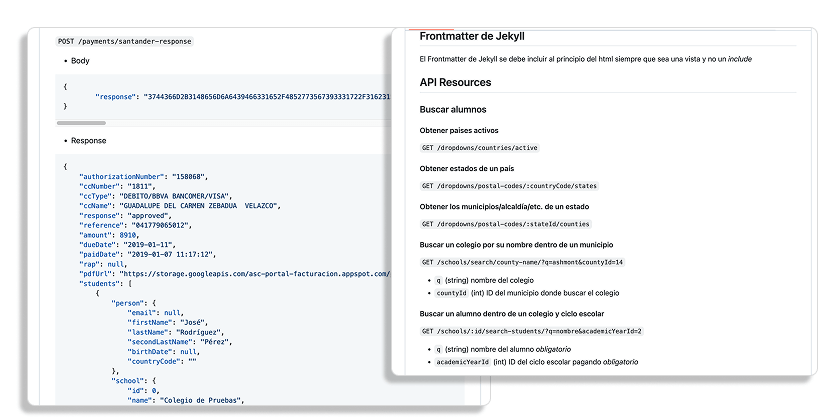 POST /payments/santander-response
• Body
{
"response": "3744366D2B3148656D6A6439466331652F4852773567393331722F316231
}
• Response
{
"authorizationNumber": "158068",
"ccNumber": "1811",
"ccType": "DEBITO/BBVA BANCOMER/VISA",
"ccName": "GUADALUPE DEL CARMEN ZEBADUA  VELAZCO",
"response": "approved",
"reference": "041779065012",
"amount": 8910,
"dueDate": "2019-01-11",
"paidDate": "2019-01-07 11:17:12",
"rap": null,
"pdfUrl": "https://storage.googleapis.com/asc-portal-facturacion.appspot.com/
"students": [
{
"person": {
"email": null,
"firstName": "José",
"lastName": "Rodríguez",
"secondLastName": "Pérez",
"birthDate": null,
"countryCode": ""
},
"school": {
"id": 0,
"name": "Colegio de Pruebas",
Frontmatter de Jekyll
El Frontmatter de Jekyll se debe incluir al principio del html siempre que sea una vista y no un include
API Resources
Buscar alumnos
Obtener paises activos
GET /dropdowns/countries/active
Obtener estados de un país
GET /dropdowns/postal-codes/:countryCode/states
Obtener los municipios/alcaldía/etc. de un estado
GET /dropdowns/postal-codes/:stateId/counties
Buscar un colegio por su nombre dentro de un municipio
GET /schools/search/county-name/?q=ashmont&countyId=14
• q (string) nombre del colegio
• countyId (int) ID del municipio donde buscar el colegio
Buscar un alumno dentro de un colegio y ciclo escolar
GET /schools/:id/search-students/?q=nombre&academicYearId=2
• q (string) nombre del alumno obligatorio
• academicYearId (int) ID del ciclo escolar pagando obligatorio